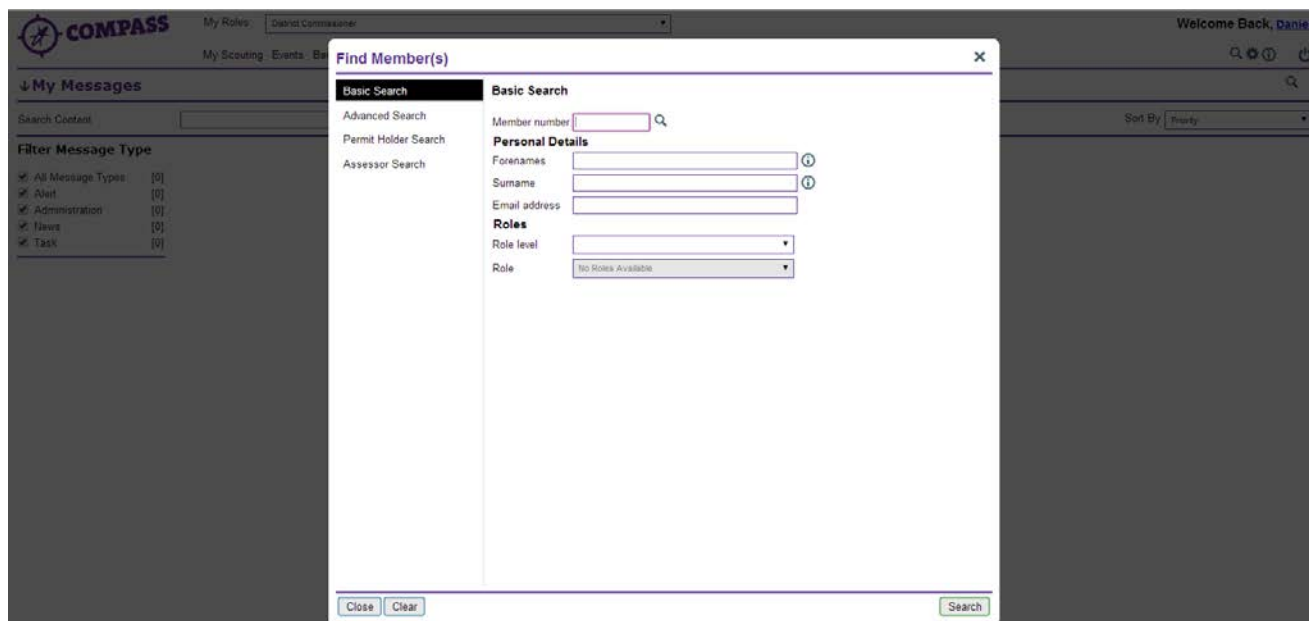 COMPASS
My Roles: District Commissioner
Welcome Back, Danie
My Scouting Events Ba
My Messages
Search Content
Sort By Priority
Filter Message Type
All Message Types [0]
Alert [0]
Administration [0]
News [0]
Task [0]
Find Member(s)
Basic Search
Advanced Search
Permit Holder Search
Assessor Search
Basic Search
Member number
Personal Details
Forenames
Surname
Email address
Roles
Role level
Role No Roles Available
Close Clear Search